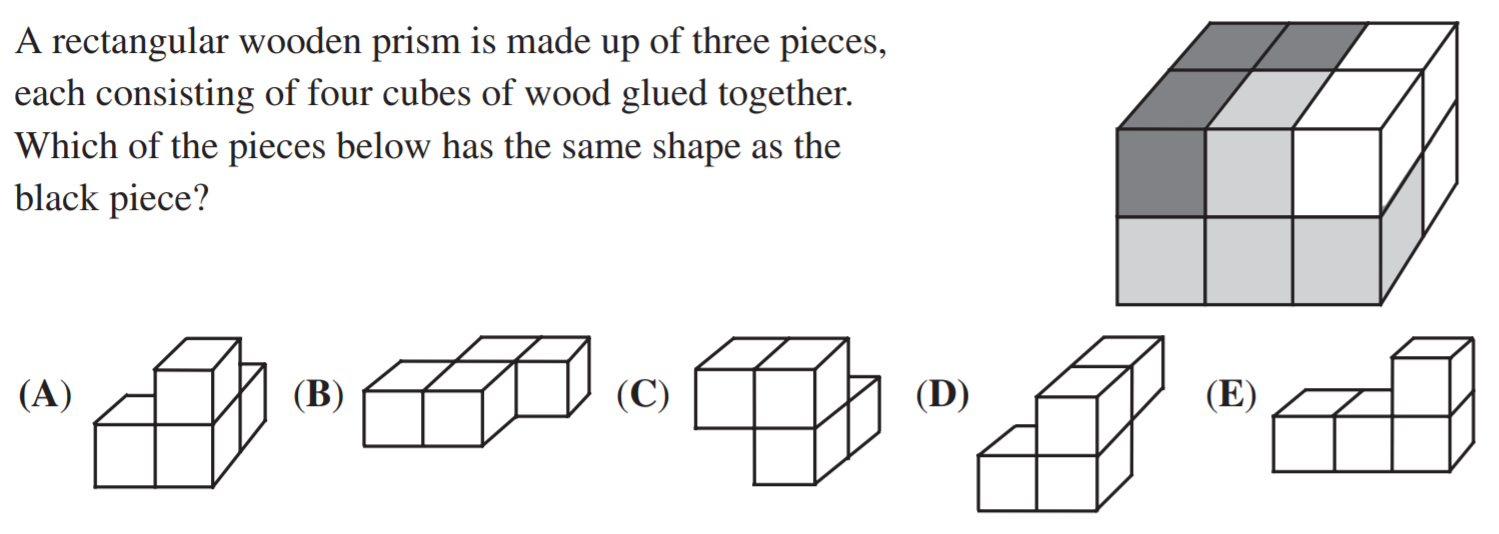 A rectangular wooden prism is made up of three pieces,
each consisting of four cubes of wood glued together.
Which of the pieces below has the same shape as the
black piece?
(A) (B) (C) (D) (E)